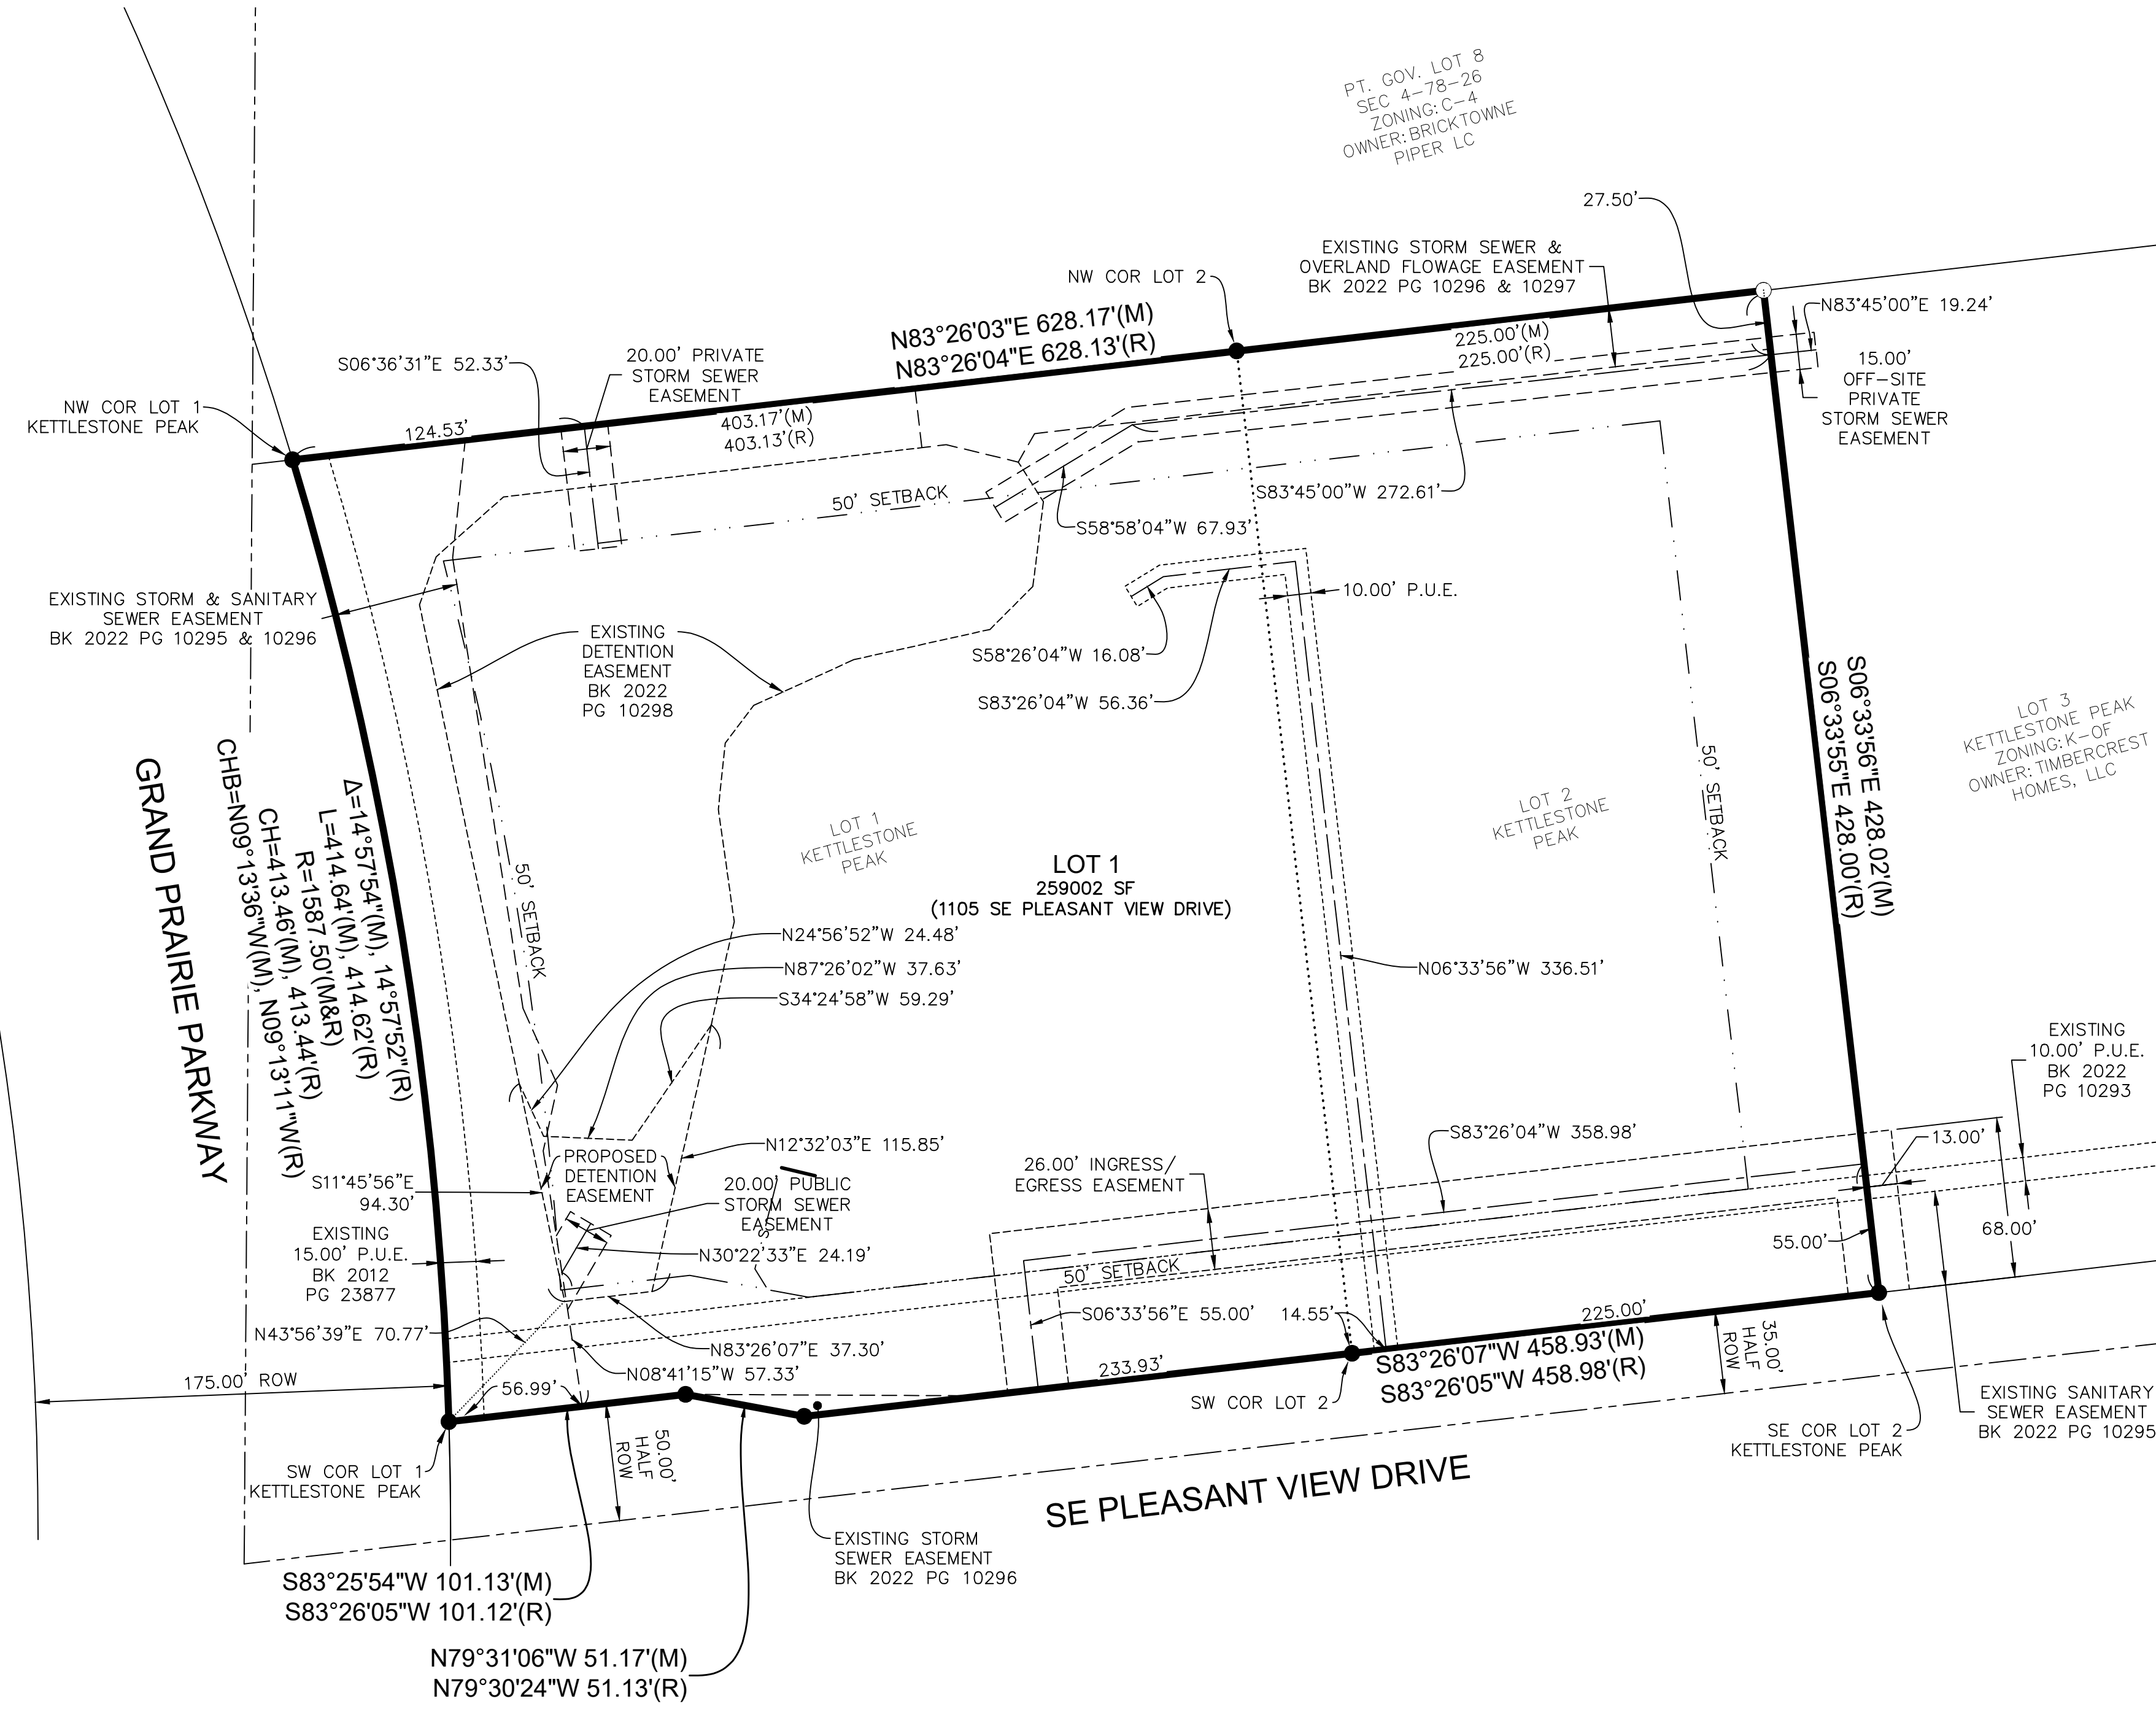 PT. GOV. LOT 8
SEC 4-78-26
ZONING: C-4
OWNER: BRICKTOWNE
PIPER LC
27.50'
EXISTING STORM SEWER &
OVERLAND FLOWAGE EASEMENT
BK 2022 PG 10296 & 10297
NW COR LOT 2
N83°45'00"E 19.24'
15.00'
OFF-SITE
PRIVATE
STORM SEWER
EASEMENT
N83°26'03"E 628.17'(M)
N83°26'04"E 628.13'(R)
225.00'(M)
225.00'(R)
S06°36'31"E 52.33'
20.00' PRIVATE
STORM SEWER
EASEMENT
NW COR LOT 1
KETTLESTONE PEAK
124.53'
403.17'(M)
403.13'(R)
50' SETBACK
S83°45'00"W 272.61'
S58°58'04"W 67.93'
EXISTING STORM & SANITARY
SEWER EASEMENT
BK 2022 PG 10295 & 10296
EXISTING
DETENTION
EASEMENT
BK 2022
PG 10298
10.00' P.U.E.
S58°26'04"W 16.08'
S83°26'04"W 56.36'
S06°33'56"E 428.02'(M)
S06°33'55"E 428.00'(R)
LOT 3
KETTLESTONE PEAK
ZONING: K-OF
OWNER: TIMBERCREST
HOMES, LLC
50' SETBACK
GRAND PRAIRIE PARKWAY
Δ=14°57'54"(M), 14°57'52"(R)
L=414.64'(M), 414.62'(R)
R=1587.50'(M&R)
CH=413.46'(M), 413.44'(R)
CHB=N09°13'36"W(M), N09°13'11"W(R)
LOT 1
KETTLESTONE
PEAK
LOT 2
KETTLESTONE
PEAK
LOT 1
259002 SF
(1105 SE PLEASANT VIEW DRIVE)
50' SETBACK
N24°56'52"W 24.48'
N87°26'02"W 37.63'
S34°24'58"W 59.29'
N06°33'56"W 336.51'
EXISTING
10.00' P.U.E.
BK 2022
PG 10293
N12°32'03"E 115.85'
S83°26'04"W 358.98'
13.00'
PROPOSED
DETENTION
EASEMENT
S11°45'56"E
94.30'
20.00' PUBLIC
STORM SEWER
EASEMENT
S
26.00' INGRESS/
EGRESS EASEMENT
EXISTING
15.00' P.U.E.
BK 2012
PG 23877
N30°22'33"E 24.19'
55.00'
68.00'
50' SETBACK
S06°33'56"E 55.00'
14.55'
225.00'
N43°56'39"E 70.77'
N83°26'07"E 37.30'
N08°41'15"W 57.33'
233.93'
S83°26'07"W 458.93'(M)
S83°26'05"W 458.98'(R)
35.00'
HALF
ROW
175.00' ROW
56.99'
SW COR LOT 2
EXISTING SANITARY
SEWER EASEMENT
BK 2022 PG 10295
SE COR LOT 2
KETTLESTONE PEAK
50.00'
HALF
ROW
SW COR LOT 1
KETTLESTONE PEAK
SE PLEASANT VIEW DRIVE
EXISTING STORM
SEWER EASEMENT
BK 2022 PG 10296
S83°25'54"W 101.13'(M)
S83°26'05"W 101.12'(R)
N79°31'06"W 51.17'(M)
N79°30'24"W 51.13'(R)